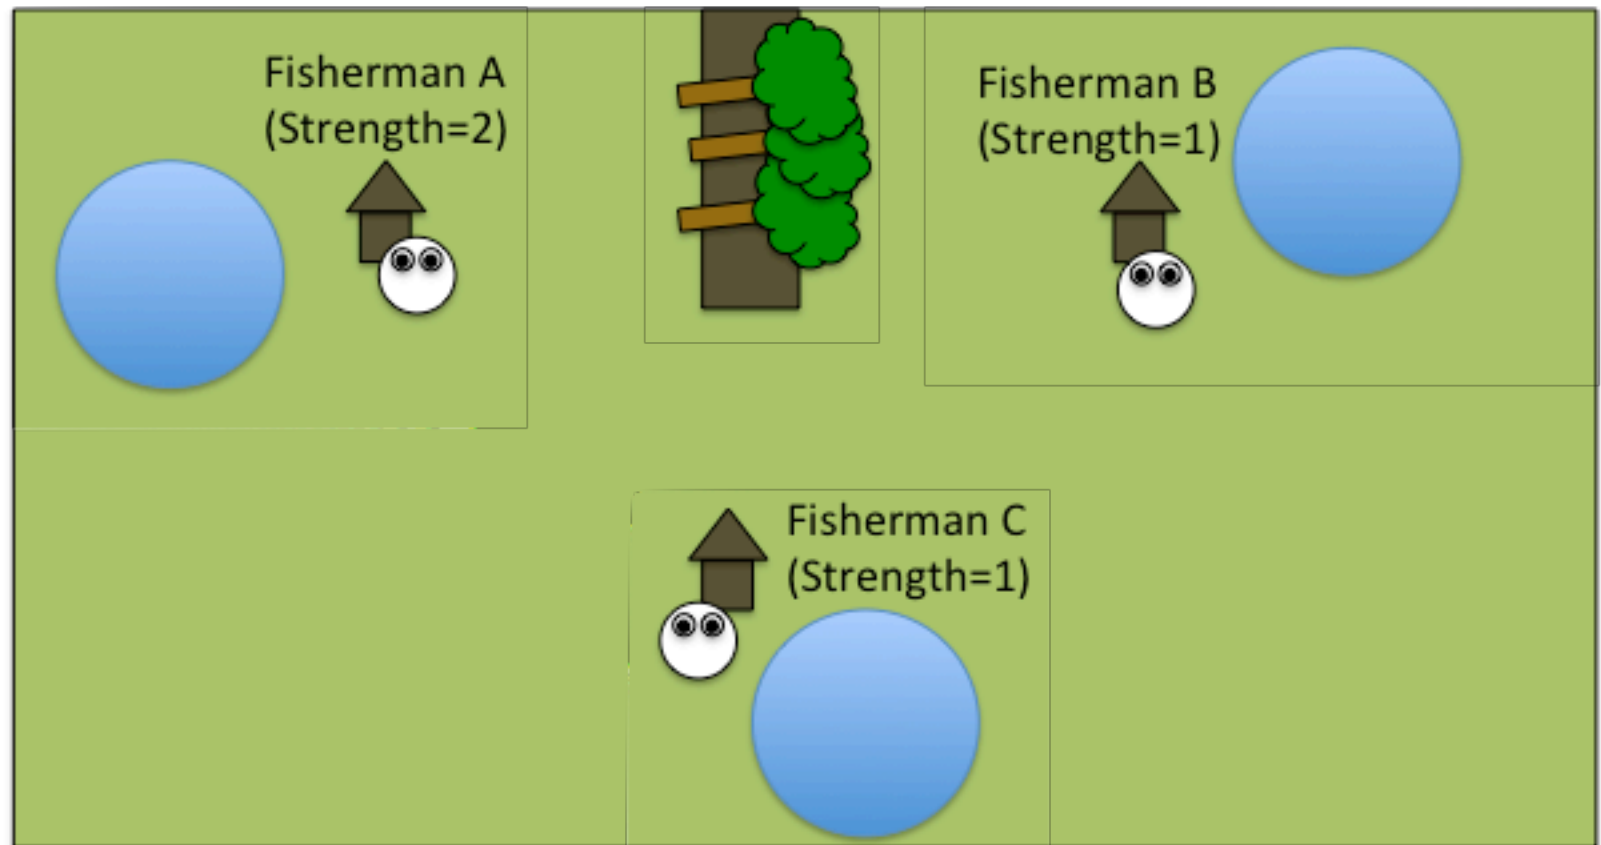 Fisherman A
(Strength=2)
Fisherman B
(Strength=1)
Fisherman C
(Strength=1)